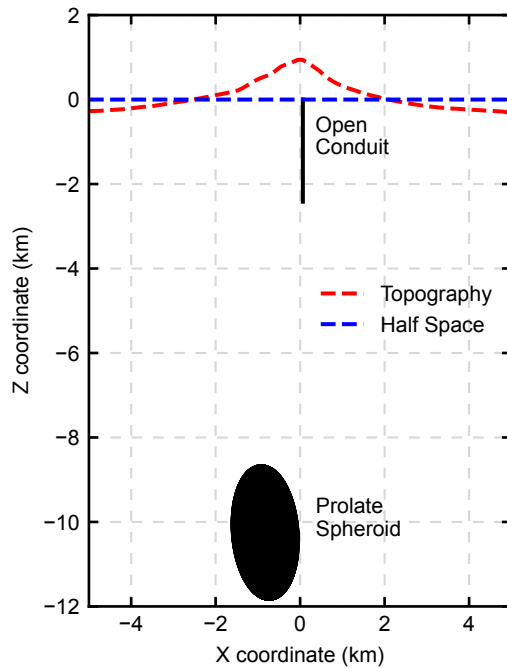 2
0
−2
−4
−6
−8
−10
−12
Z coordinate (km)
Open
Conduit
Topography
Half Space
Prolate
Spheroid
−4
−2
0
2
4
X coordinate (km)